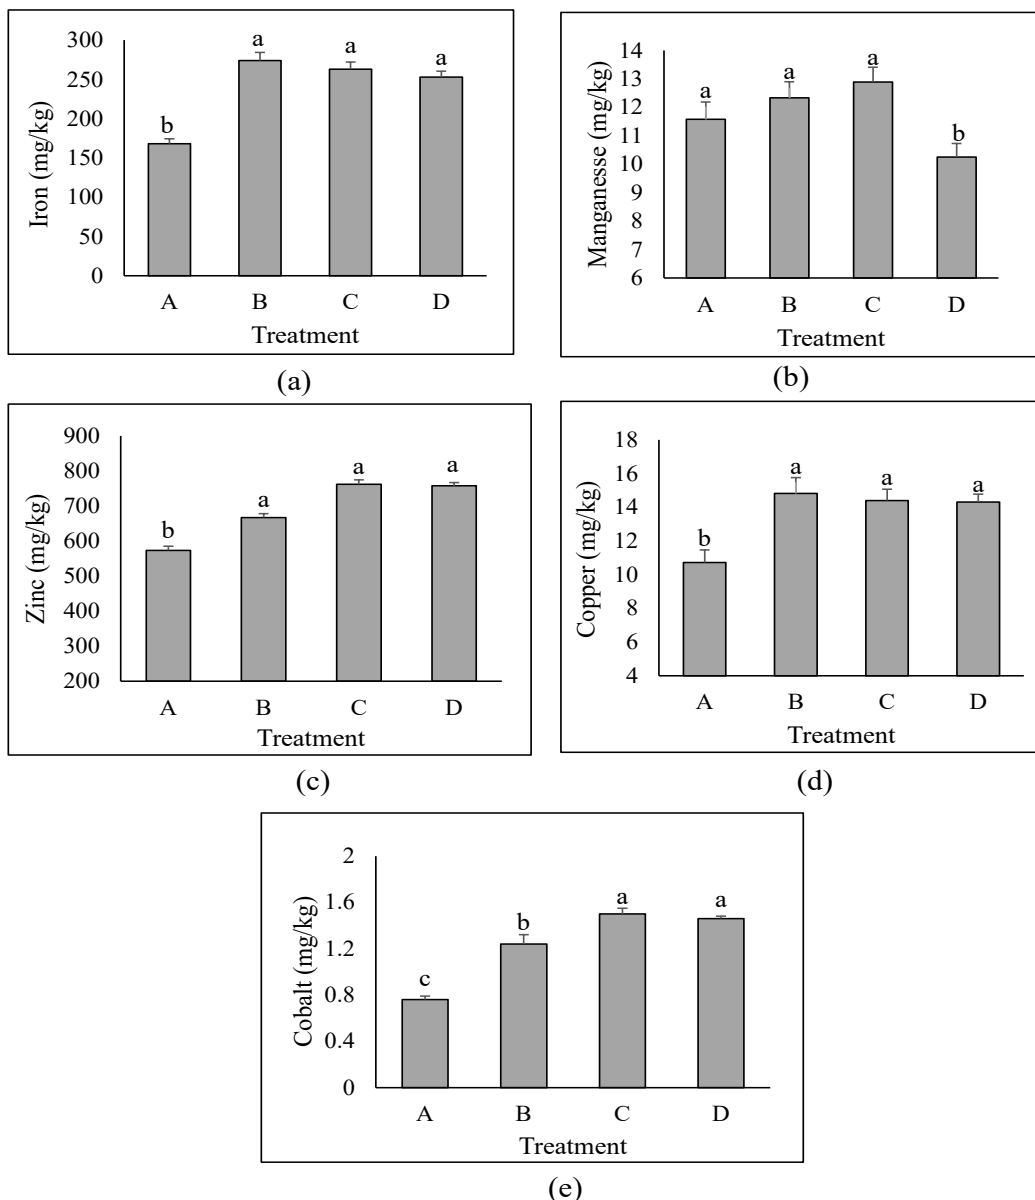 300
250
200
150
100
50
0
Iron (mg/kg)
b
a
a
a
A B C D
Treatment
(a)
14
13
12
11
10
9
8
7
6
Manganesse (mg/kg)
a
a
a
b
A B C D
Treatment
(b)
900
800
700
600
500
400
300
200
Zinc (mg/kg)
b
a
a
a
A B C D
Treatment
(c)
18
16
14
12
10
8
6
4
Copper (mg/kg)
b
a
a
a
A B C D
Treatment
(d)
2
1.6
1.2
0.8
0.4
0
Cobalt (mg/kg)
c
b
a
a
A B C D
Treatment
(e)